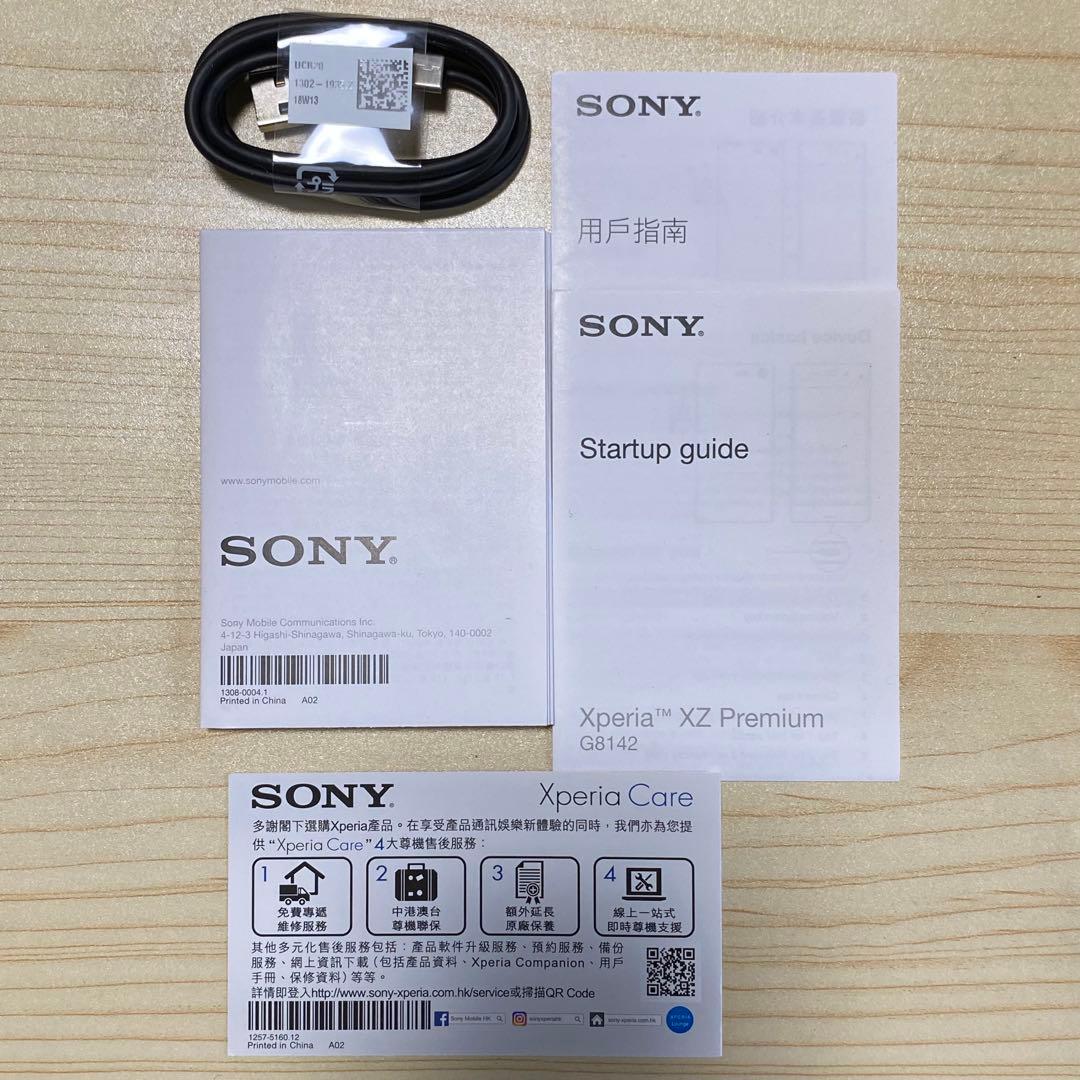 UCB20
1302-
18W13
SONY
用戶指南
SONY
Startup guide
Xperia™ XZ Premium
G8142
www.sonymobile.com
SONY®
Sony Mobile Communications Inc.
4-12-3 Higashi-Shinagawa, Shinagawa-ku, Tokyo, 140-0002
Japan
1308-0004.1
Printed in China A02
SONY Xperia Care
多謝閣下選購Xperia產品。在享受產品通訊娛樂新體驗的同時,我們亦為您提
供“Xperia Care”4大尊機售後服務:
1 免費專遞
維修服務
2 中港澳台
尊機聯保
3 額外延長
原廠保養
4 線上一站式
即時尊機支援
其他多元化售後服務包括:產品軟件升級服務、預約服務、備份
服務、網上資訊下載(包括產品資料、Xperia Companion、用戶
手冊、保修資料)等等。
詳情即登入http://www.sony-xperia.com.hk/service或掃描QR Code
Sony Mobile HK sonyxperiahk sony-xperia.com.hk XPERIA Lounge
1257-5160.12
Printed in China A02